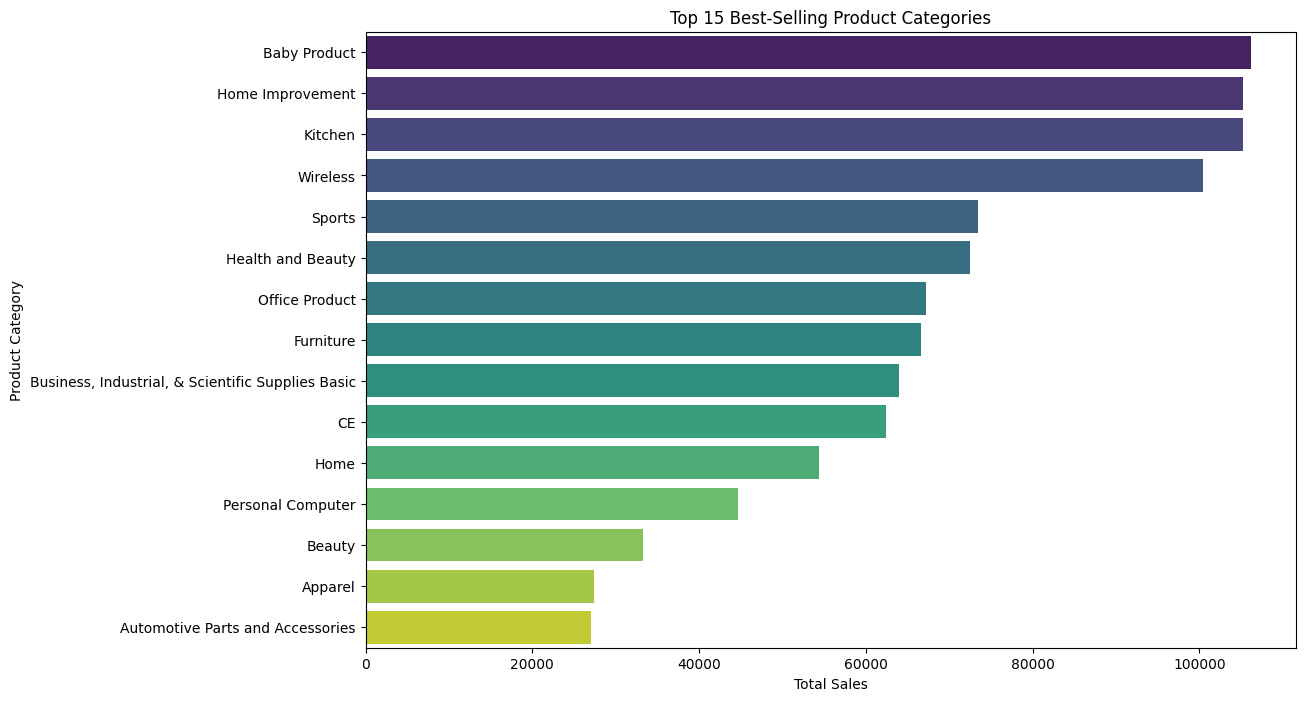 Top 15 Best-Selling Product Categories
Product Category
Baby Product
Home Improvement
Kitchen
Wireless
Sports
Health and Beauty
Office Product
Furniture
Business, Industrial, & Scientific Supplies Basic
CE
Home
Personal Computer
Beauty
Apparel
Automotive Parts and Accessories
0 20000 40000 60000 80000 100000
Total Sales